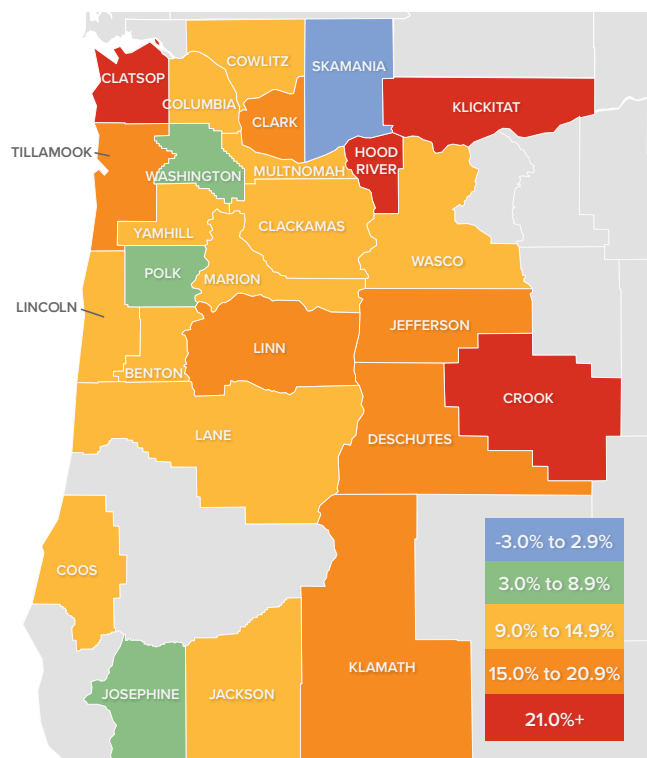 COWLITZ
SKAMANIA
CLATSOP
COLUMBIA
KLICKITAT
CLARK
TILLAMOOK
HOOD
RIVER
WASHINGTON
MULTNOMAH
CLACKAMAS
YAMHILL
WASCO
POLK
MARION
LINCOLN
JEFFERSON
LINN
BENTON
CROOK
LANE
DESCHUTES
COOS
KLAMATH
JOSEPHINE
JACKSON
-3.0% to 2.9%
3.0% to 8.9%
9.0% to 14.9%
15.0% to 20.9%
21.0%+